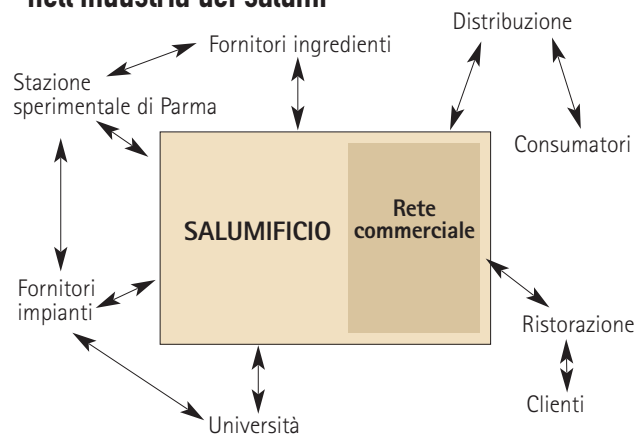 nell'industria dei salumi
Distribuzione
Fornitori ingredienti
Stazione
sperimentale di Parma
Consumatori
SALUMIFICIO
Rete
commerciale
Fornitori
impianti
Ristorazione
Clienti
Università